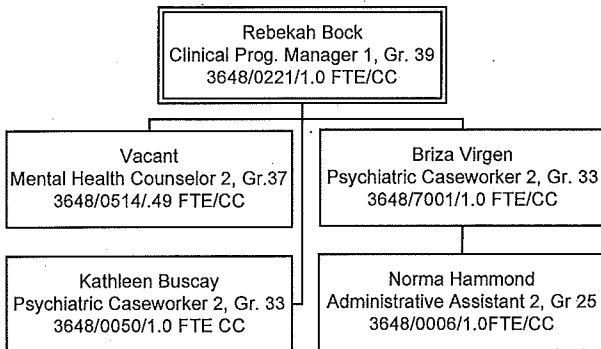 Rebekah Bock
Clinical Prog. Manager 1, Gr. 39
3648/0221/1.0 FTE/CC
Vacant
Mental Health Counselor 2, Gr.37
3648/0514/.49 FTE/CC
Briza Virgen
Psychiatric Caseworker 2, Gr. 33
3648/7001/1.0 FTE/CC
Kathleen Buscay
Psychiatric Caseworker 2, Gr. 33
3648/0050/1.0 FTE CC
Norma Hammond
Administrative Assistant 2, Gr 25
3648/0006/1.0FTE/CC